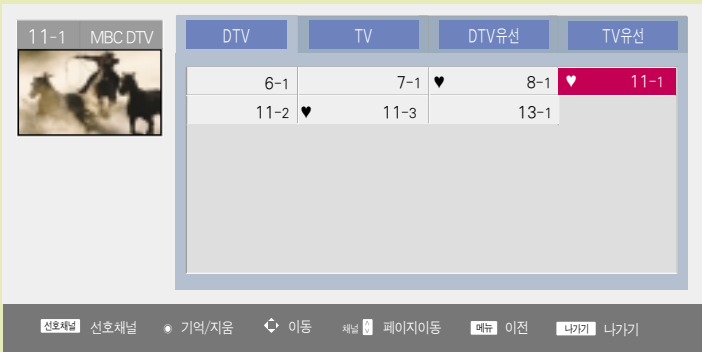 11-1 MBC DTV
DTV TV DTV유선 TV유선
6-1 7-1 ♥ 8-1 ♥ 11-1
11-2 ♥ 11-3 13-1
선호채널 선호채널 ◉ 기억/지움 이동 채널 페이지이동 메뉴 이전 나가기 나가기